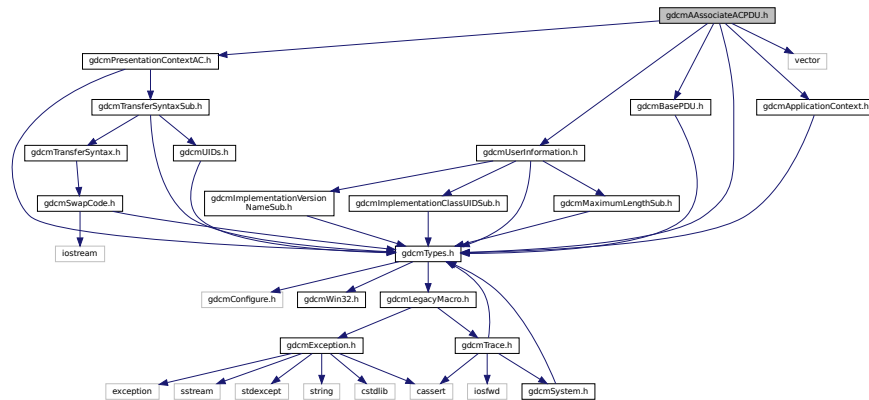 gdcmAAssociateACPDU.h
gdcmPresentationContextAC.h
vector
gdcmTransferSyntaxSub.h
gdcmBasePDU.h
gdcmApplicationContext.h
gdcmTransferSyntax.h
gdcmUIDs.h
gdcmUserInformation.h
gdcmSwapCode.h
gdcmImplementationVersion
NameSub.h
gdcmImplementationClassUIDSub.h
gdcmMaximumLengthSub.h
iostream
gdcmTypes.h
gdcmConfigure.h
gdcmWin32.h
gdcmLegacyMacro.h
gdcmException.h
gdcmTrace.h
exception
sstream
stdexcept
string
cstdlib
cassert
iosfwd
gdcmSystem.h